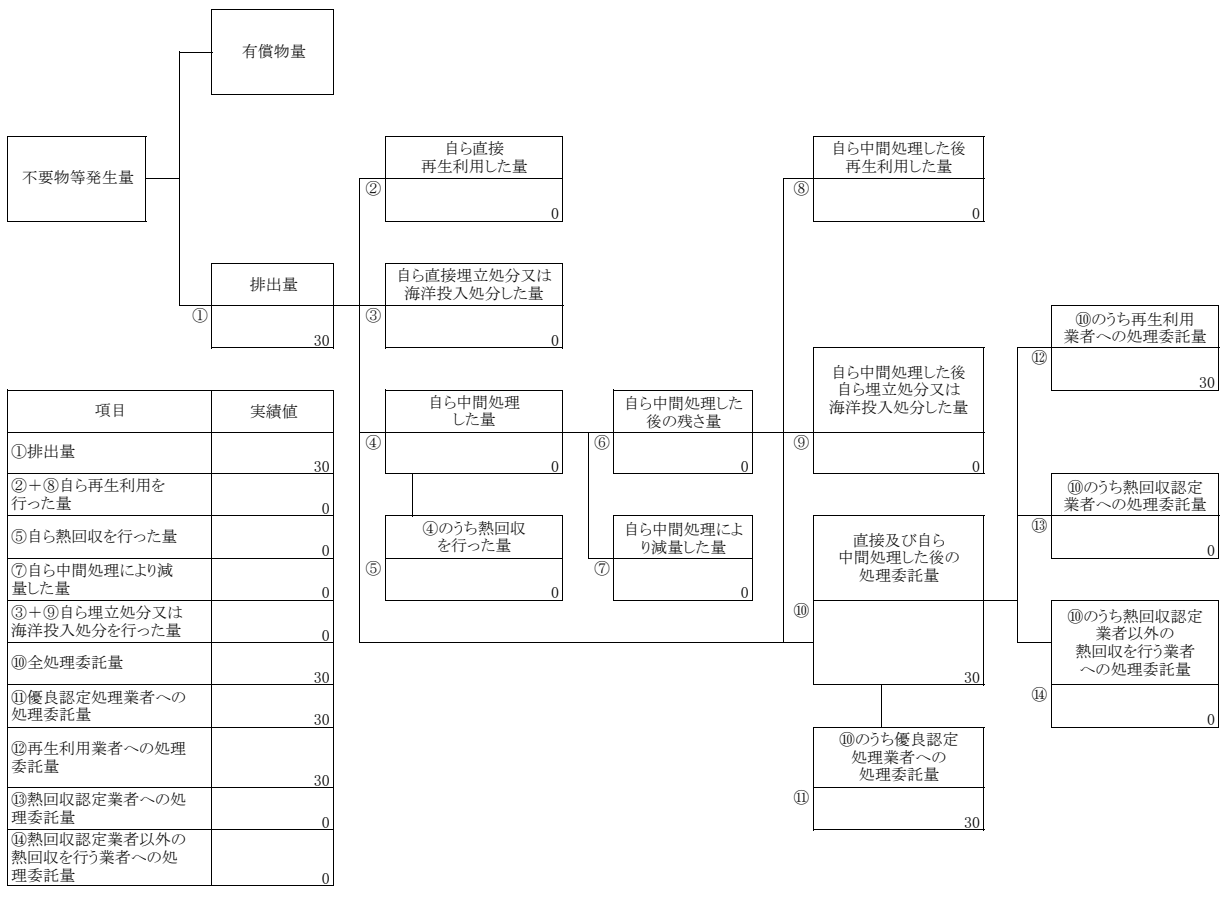 有償物量
不要物等発生量
排出量
①
30
自ら直接
再生利用した量
②
0
自ら直接埋立処分又は
海洋投入処分した量
③
0
自ら中間処理
した量
④
0
④のうち熱回収
を行った量
⑤
0
自ら中間処理した
後の残さ量
⑥
0
自ら中間処理によ
り減量した量
⑦
0
自ら中間処理した後
再生利用した量
⑧
0
自ら中間処理した後
自ら埋立処分又は
海洋投入処分した量
⑨
0
直接及び自ら
中間処理した後の
処理委託量
⑩
30
⑩のうち優良認定
処理業者への
処理委託量
⑪
30
⑩のうち再生利用
業者への処理委託量
⑫
30
⑩のうち熱回収認定
業者への処理委託量
⑬
0
⑩のうち熱回収認定
業者以外の
熱回収を行う業者
への処理委託量
⑭
0
項目 実績値
①排出量
30
②+⑧自ら再生利用を
行った量
0
⑤自ら熱回収を行った量
0
⑦自ら中間処理により減
量した量
0
③+⑨自ら埋立処分又は
海洋投入処分を行った量
0
⑩全処理委託量
30
⑪優良認定処理業者への
処理委託量
30
⑫再生利用業者への処理
委託量
30
⑬熱回収認定業者への処
理委託量
0
⑭熱回収認定業者以外の
熱回収を行う業者への処
理委託量
0